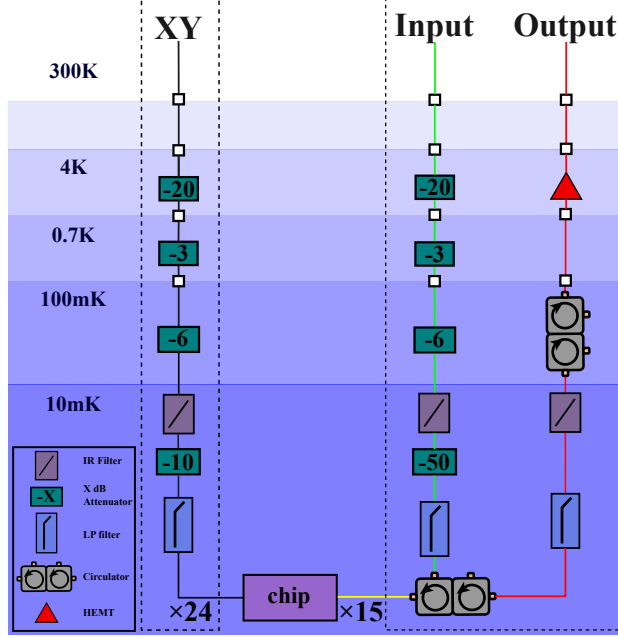 XY Input Output
300K
4K
-20 -20
0.7K
-3 -3
100mK
-6 -6
10mK
-10 -50
IR Filter
-X X dB
Attenuator
LP filter
Circulator
HEMT
×24 chip ×15